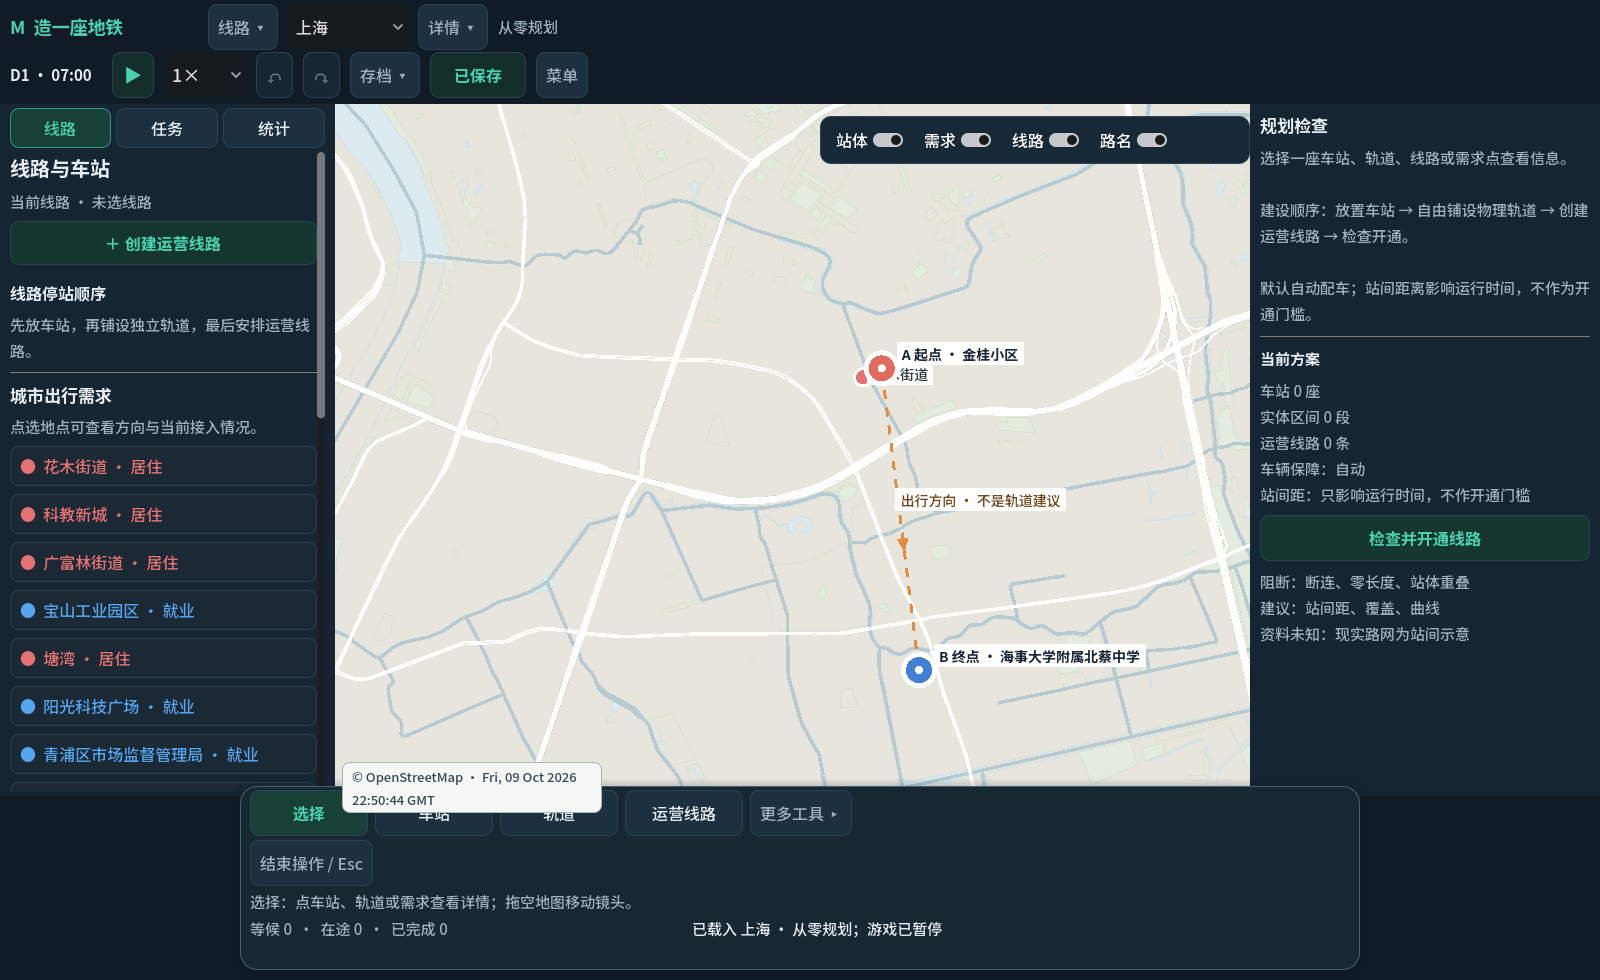 M 造一座地铁
线路 ▾
上海
详情 ▾
从零规划
D1 · 07:00
1×
存档 ▾
已保存
菜单
线路
任务
统计
线路与车站
当前线路 · 未选线路
＋ 创建运营线路
线路停站顺序
先放车站，再铺设独立轨道，最后安排运营线
路。
城市出行需求
点选地点可查看方向与当前接入情况。
花木街道 · 居住
科教新城 · 居住
广富林街道 · 居住
宝山工业园区 · 就业
塘湾 · 居住
阳光科技广场 · 就业
青浦区市场监督管理局 · 就业
站体
需求
线路
路名
A 起点 · 金桂小区
街道
出行方向 · 不是轨道建议
B 终点 · 海事大学附属北蔡中学
© OpenStreetMap · Fri, 09 Oct 2026
22:50:44 GMT
规划检查
选择一座车站、轨道、线路或需求点查看信息。
建设顺序：放置车站 → 自由铺设物理轨道 → 创建
运营线路 → 检查开通。
默认自动配车；站间距离影响运行时间，不作为开
通门槛。
当前方案
车站 0 座
实体区间 0 段
运营线路 0 条
车辆保障：自动
站间距：只影响运行时间，不作开通门槛
检查并开通线路
阻断：断连、零长度、站体重叠
建议：站间距、覆盖、曲线
资料未知：现实路网为站间示意
选择
车站
轨道
运营线路
更多工具 ▸
结束操作 / Esc
选择：点车站、轨道或需求查看详情；拖空地图移动镜头。
等候 0 · 在途 0 · 已完成 0
已载入 上海 · 从零规划；游戏已暂停